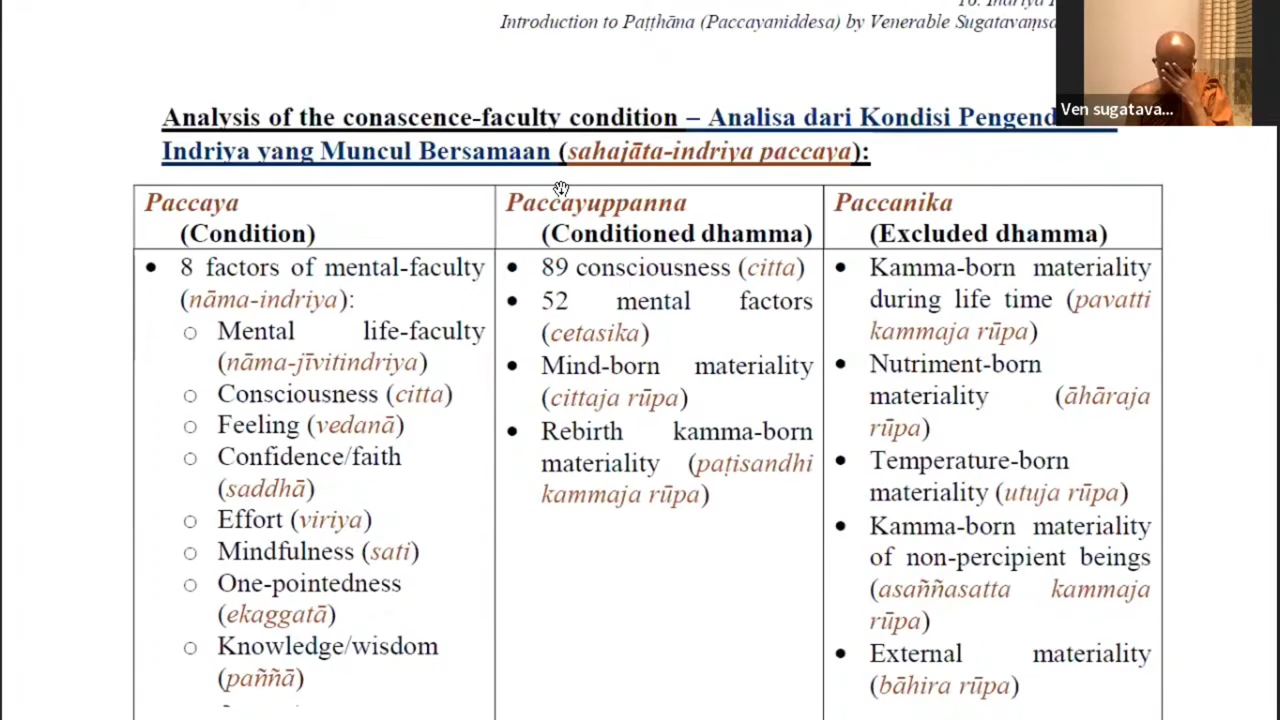 Introduction to Paṭṭhāna (Paccayaniddesa) by Venerable Sugatavaṃsa
Ven sugatava...
Analysis of the conascence-faculty condition – Analisa dari Kondisi Pengend
Indriya yang Muncul Bersamaan (sahajāta-indriya paccaya):
Paccaya
(Condition)
• 8 factors of mental-faculty
(nāma-indriya):
○ Mental life-faculty
(nāma-jīvitindriya)
○ Consciousness (citta)
○ Feeling (vedanā)
○ Confidence/faith
(saddhā)
○ Effort (viriya)
○ Mindfulness (sati)
○ One-pointedness
(ekaggatā)
○ Knowledge/wisdom
(paññā)
Paccayuppanna
(Conditioned dhamma)
• 89 consciousness (citta)
• 52 mental factors
(cetasika)
• Mind-born materiality
(cittaja rūpa)
• Rebirth kamma-born
materiality (paṭisandhi
kammaja rūpa)
Paccanika
(Excluded dhamma)
• Kamma-born materiality
during life time (pavatti
kammaja rūpa)
• Nutriment-born
materiality (āhāraja
rūpa)
• Temperature-born
materiality (utuja rūpa)
• Kamma-born materiality
of non-percipient beings
(asaññasatta kammaja
rūpa)
• External materiality
(bāhira rūpa)